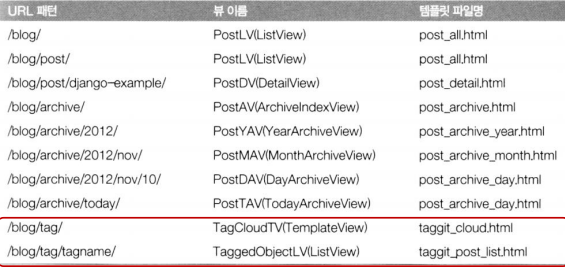 URL 패턴 뷰 이름 템플릿 파일명
/blog/ PostLV(ListView) post_all.html
/blog/post/ PostLV(ListView) post_all.html
/blog/post/django-example/ PostDV(DetailView) post_detail.html
/blog/archive/ PostAV(ArchiveIndexView) post_archive.html
/blog/archive/2012/ PostYAV(YearArchiveView) post_archive_year.html
/blog/archive/2012/nov/ PostMAV(MonthArchiveView) post_archive_month.html
/blog/archive/2012/nov/10/ PostDAV(DayArchiveView) post_archive_day.html
/blog/archive/today/ PostTAV(TodayArchiveView) post_archive_day.html
/blog/tag/ TagCloudTV(TemplateView) taggit_cloud.html
/blog/tag/tagname/ TaggedObjectLV(ListView) taggit_post_list.html